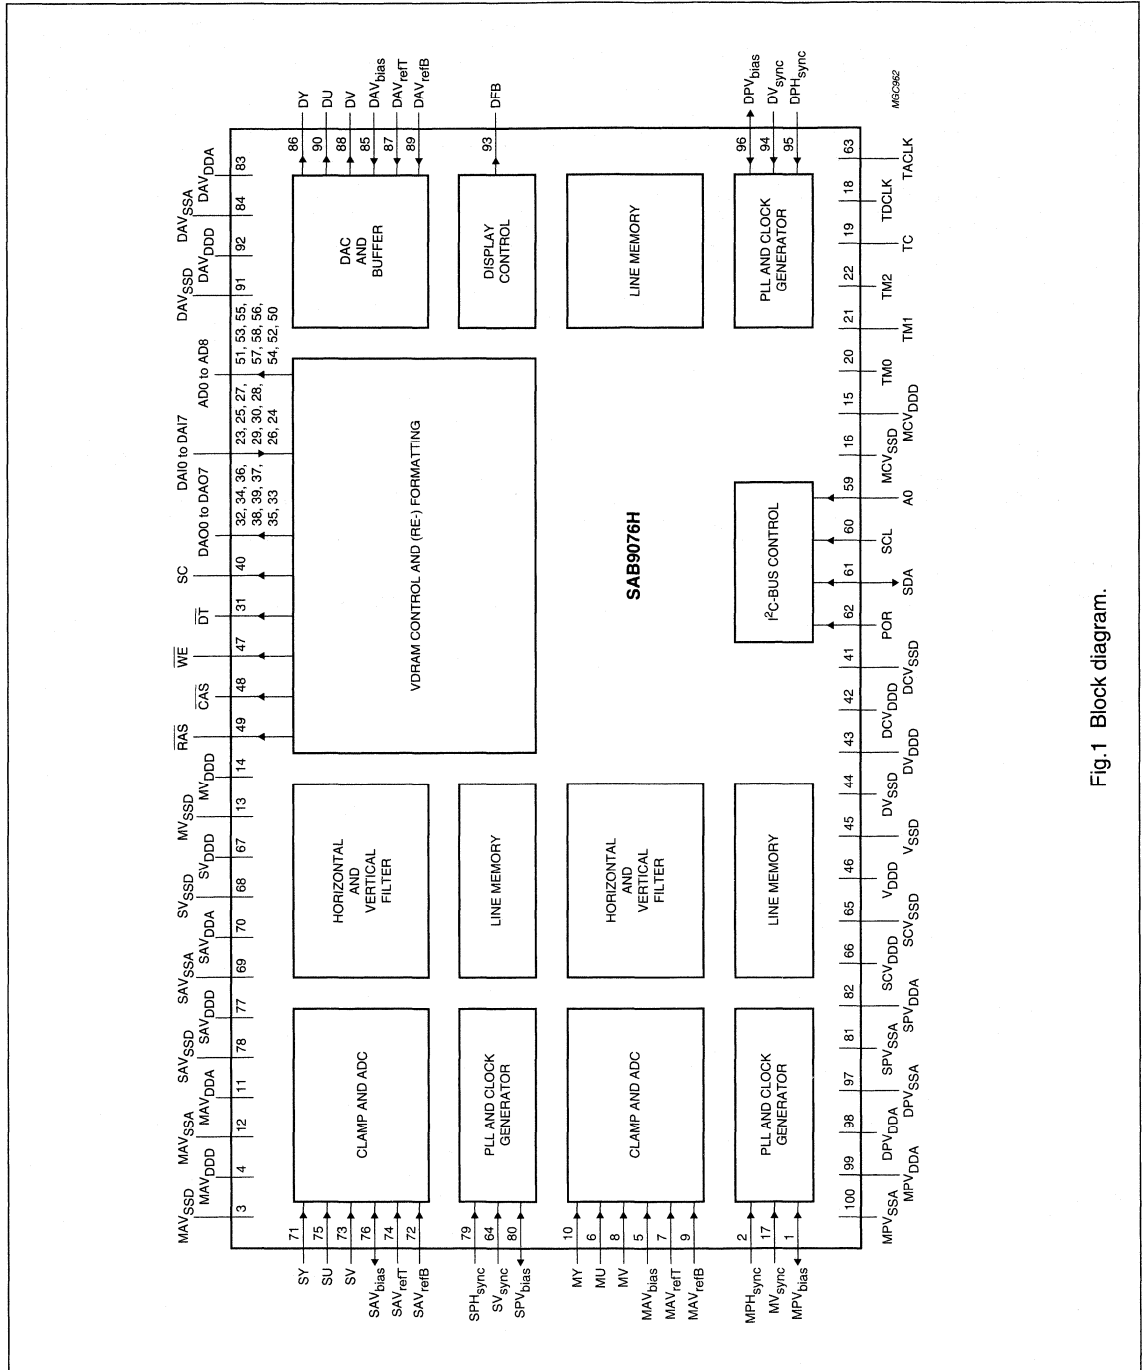 MAVSSD
MAVDDD
MAVSSA
MAVDDA
SAVSSD
SAVDDD
SAVSSA
SAVDDA
SVSSD
SVDDD
MVSSD
MVDDD
RAS
CAS
WE
DT
SC
DAO0 to DAO7
DAI0 to DAI7
AD0 to AD8
DAVSSD
DAVDDD
DAVSSA
DAVDDA
3
4
12
11
78
77
69
70
68
67
13
14
49
48
47
31
40
32, 34, 36,
38, 39, 37,
35, 33
23, 25, 27,
29, 30, 28,
26, 24
51, 53, 55,
57, 58, 56,
54, 52, 50
91
92
84
83
SY 71
SU 75
SV 73
SAVbias 76
SAVrefT 74
SAVrefB 72
SPHsync 79
SVsync 64
SPVbias 80
MY 10
MU 6
MV 8
MAVbias 5
MAVrefT 7
MAVrefB 9
MPHsync 2
MVsync 17
MPVbias 1
CLAMP AND ADC
PLL AND CLOCK
GENERATOR
CLAMP AND ADC
PLL AND CLOCK
GENERATOR
HORIZONTAL
AND
VERTICAL
FILTER
LINE MEMORY
HORIZONTAL
AND
VERTICAL
FILTER
LINE MEMORY
VDRAM CONTROL AND (RE-) FORMATTING
SAB9076H
I2C-BUS CONTROL
DAC
AND
BUFFER
DISPLAY
CONTROL
LINE MEMORY
PLL AND CLOCK
GENERATOR
86 DY
90 DU
88 DV
85 DAVbias
87 DAVrefT
89 DAVrefB
93 DFB
96 DPVbias
94 DVsync
95 DPHsync
100
99
98
97
81
82
66
65
46
45
44
43
42
41
62
61
60
59
16
15
20
21
22
19
18
63
MPVSSA
MPVDDA
DPVDDA
DPVSSA
SPVSSA
SPVDDA
SCVDDD
SCVSSD
VDDD
VSSD
DVSSD
DVDDD
DCVDDD
DCVSSD
POR
SDA
SCL
A0
MCVSSD
MCVDDD
TM0
TM1
TM2
TC
TDCLK
TACLK
MGC962
Fig.1 Block diagram.